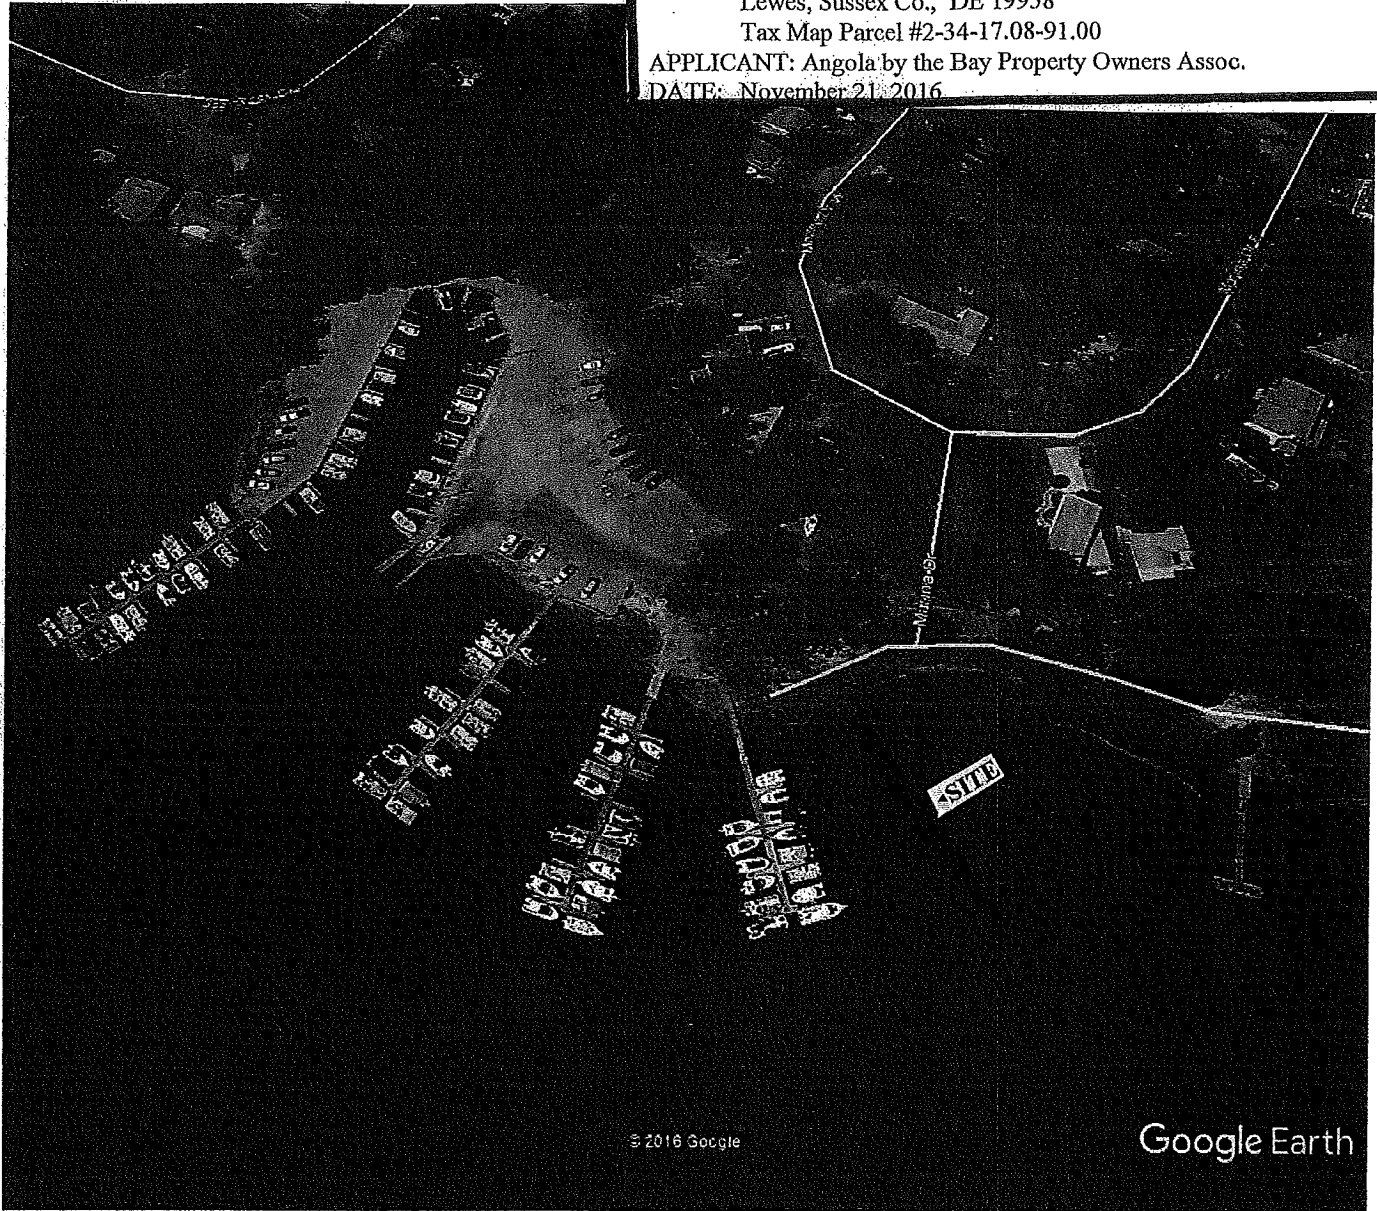 Lewes, Sussex Co., DE 19958
Tax Map Parcel #2-34-17.08-91.00
APPLICANT: Angola by the Bay Property Owners Assoc.
DATE: November 21, 2016
Marina Dr
SITE
© 2016 Google
Google Earth